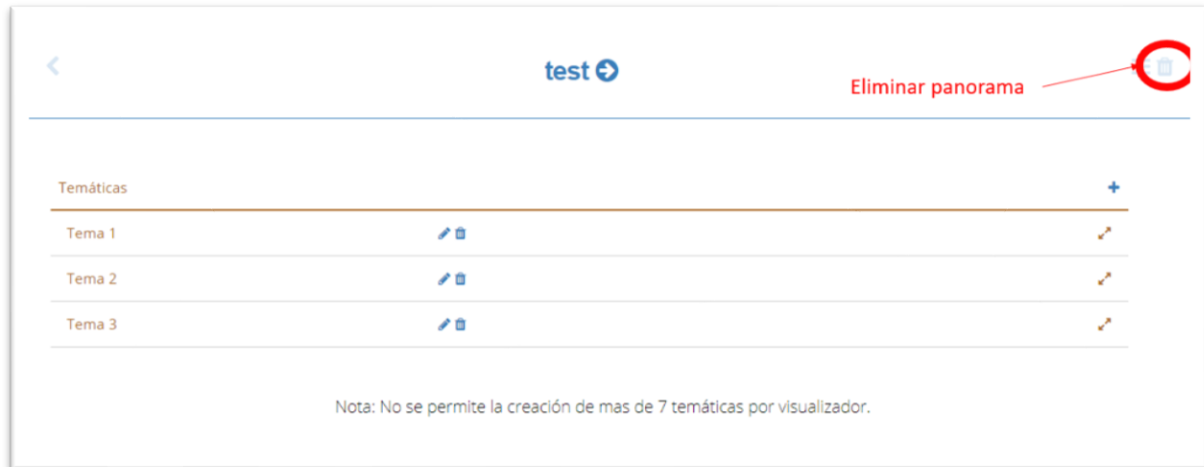 test
Eliminar panorama
Temáticas
Tema 1
Tema 2
Tema 3
Nota: No se permite la creación de mas de 7 temáticas por visualizador.